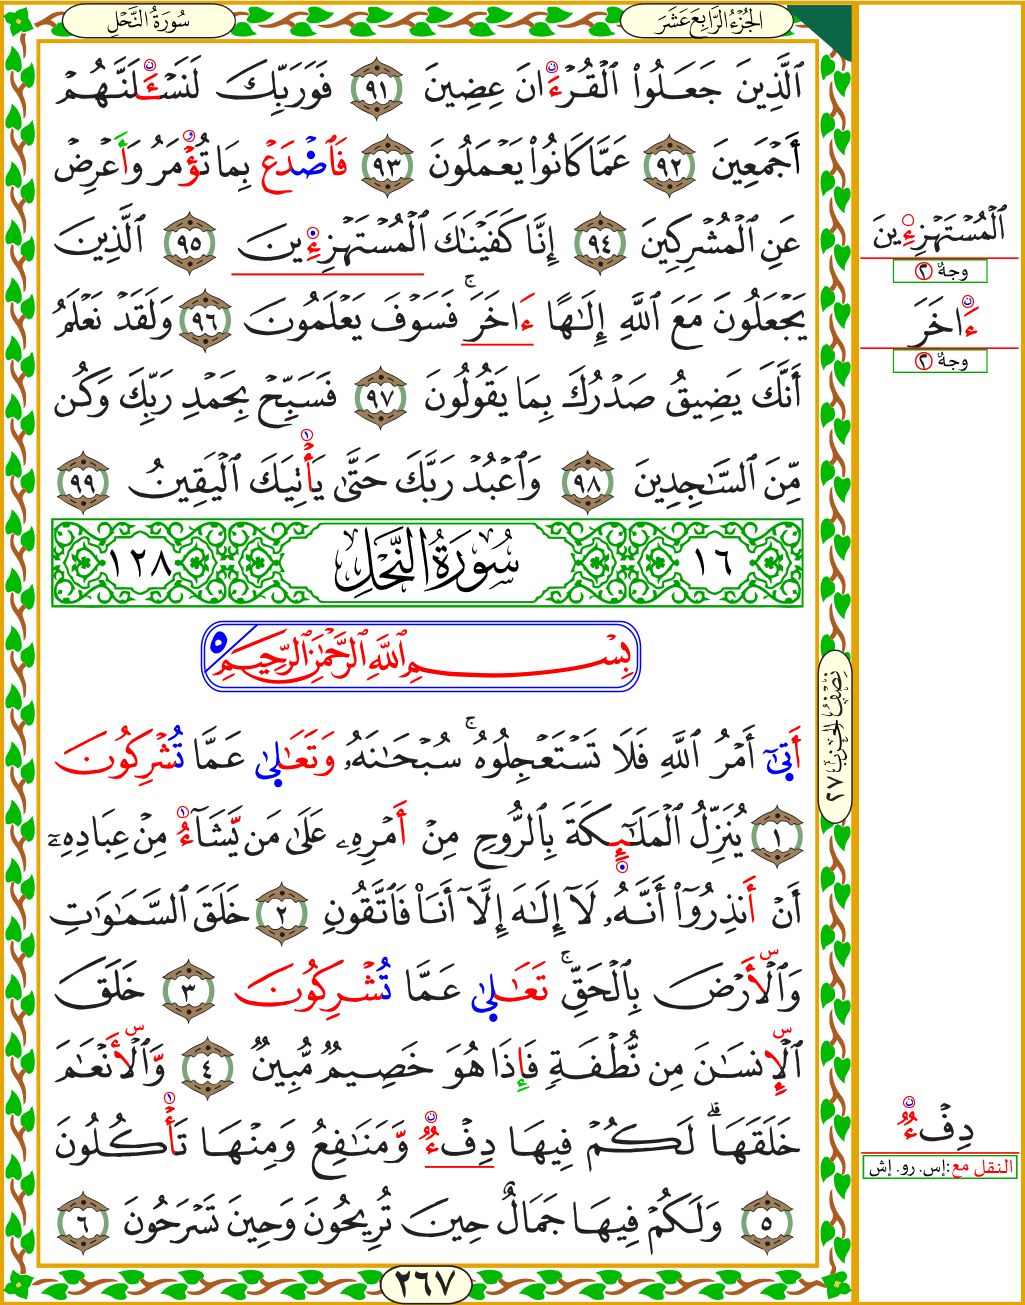 سُورَةُ النَّحْلِ
الجُزْءُ الرَّابِعَ عَشَرَ
ٱلَّذِينَ جَعَلُوا۟ ٱلْقُرْءَانَ عِضِينَ ٩١ فَوَرَبِّكَ لَنَسْـَٔلَنَّهُمْ
أَجْمَعِينَ ٩٢ عَمَّا كَانُوا۟ يَعْمَلُونَ ٩٣ فَٱصْدَعْ بِمَا تُؤْمَرُ وَأَعْرِضْ
عَنِ ٱلْمُشْرِكِينَ ٩٤ إِنَّا كَفَيْنَٰكَ ٱلْمُسْتَهْزِءِينَ ٩٥ ٱلَّذِينَ
يَجْعَلُونَ مَعَ ٱللَّهِ إِلَٰهًا ءَاخَرَ ۚ فَسَوْفَ يَعْلَمُونَ ٩٦ وَلَقَدْ نَعْلَمُ
أَنَّكَ يَضِيقُ صَدْرُكَ بِمَا يَقُولُونَ ٩٧ فَسَبِّحْ بِحَمْدِ رَبِّكَ وَكُن
مِّنَ ٱلسَّٰجِدِينَ ٩٨ وَٱعْبُدْ رَبَّكَ حَتَّىٰ يَأْتِيَكَ ٱلْيَقِينُ ٩٩
١٦ سُورَةُ النَّحْلِ ١٢٨
بِسْمِ ٱللَّهِ ٱلرَّحْمَٰنِ ٱلرَّحِيمِ ٥
أَتَىٰٓ أَمْرُ ٱللَّهِ فَلَا تَسْتَعْجِلُوهُ ۚ سُبْحَٰنَهُۥ وَتَعَٰلَىٰ عَمَّا تُشْرِكُونَ
١ يُنَزِّلُ ٱلْمَلَٰٓئِكَةَ بِٱلرُّوحِ مِنْ أَمْرِهِۦ عَلَىٰ مَن يَّشَآءُ مِنْ عِبَادِهِۦٓ
أَنْ أَنذِرُوٓا۟ أَنَّهُۥ لَآ إِلَٰهَ إِلَّآ أَنَا۠ فَٱتَّقُونِ ٢ خَلَقَ ٱلسَّمَٰوَٰتِ
وَٱلْأَرْضَ بِٱلْحَقِّ ۚ تَعَٰلَىٰ عَمَّا تُشْرِكُونَ ٣ خَلَقَ
ٱلْإِنسَٰنَ مِن نُّطْفَةٍ فَإِذَا هُوَ خَصِيمٌ مُّبِينٌ ٤ وَّٱلْأَنْعَٰمَ
خَلَقَهَا ۗ لَكُمْ فِيهَا دِفْءٌ وَّمَنَٰفِعُ وَمِنْهَا تَأْكُلُونَ
٥ وَلَكُمْ فِيهَا جَمَالٌ حِينَ تُرِيحُونَ وَحِينَ تَسْرَحُونَ ٦
٢٦٧
ٱلْمُسْتَهْزِءِينَ
وجهٌ ٢
ءَاخَرَ
وجهٌ ٢
نِصْفُ الحِزْبِ ٢٧
دِفْءٌ
النقل مع: إس. رو. إش